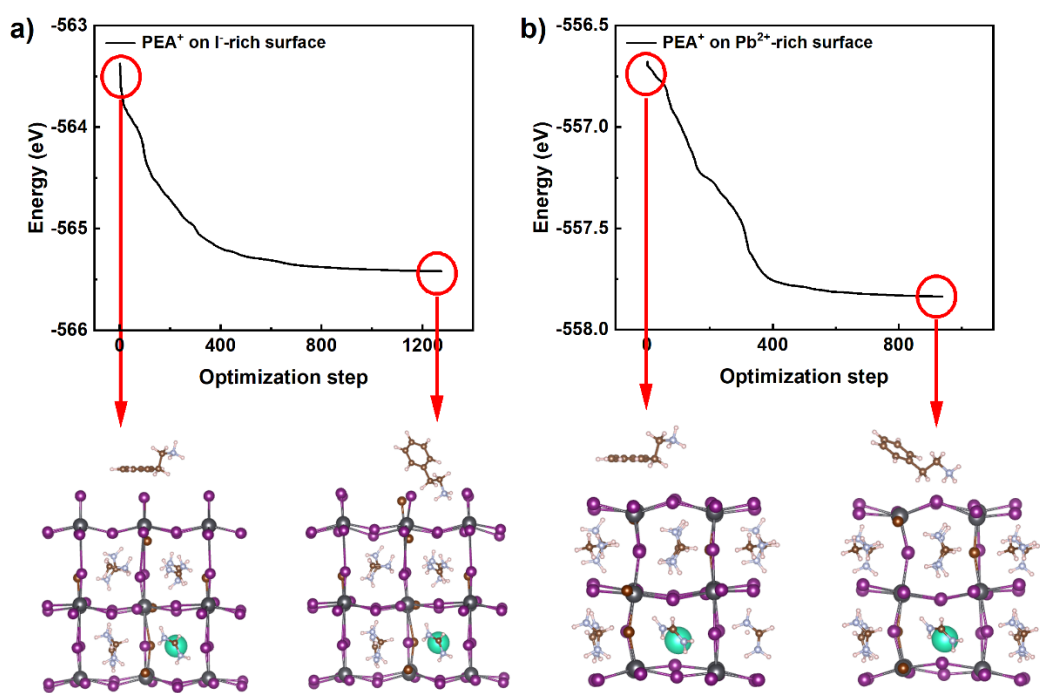 a)
PEA+ on I--rich surface
-563
-564
-565
-566
Energy (eV)
0
400
800
1200
Optimization step
b)
PEA+ on Pb2+-rich surface
-556.5
-557.0
-557.5
-558.0
Energy (eV)
0
400
800
Optimization step